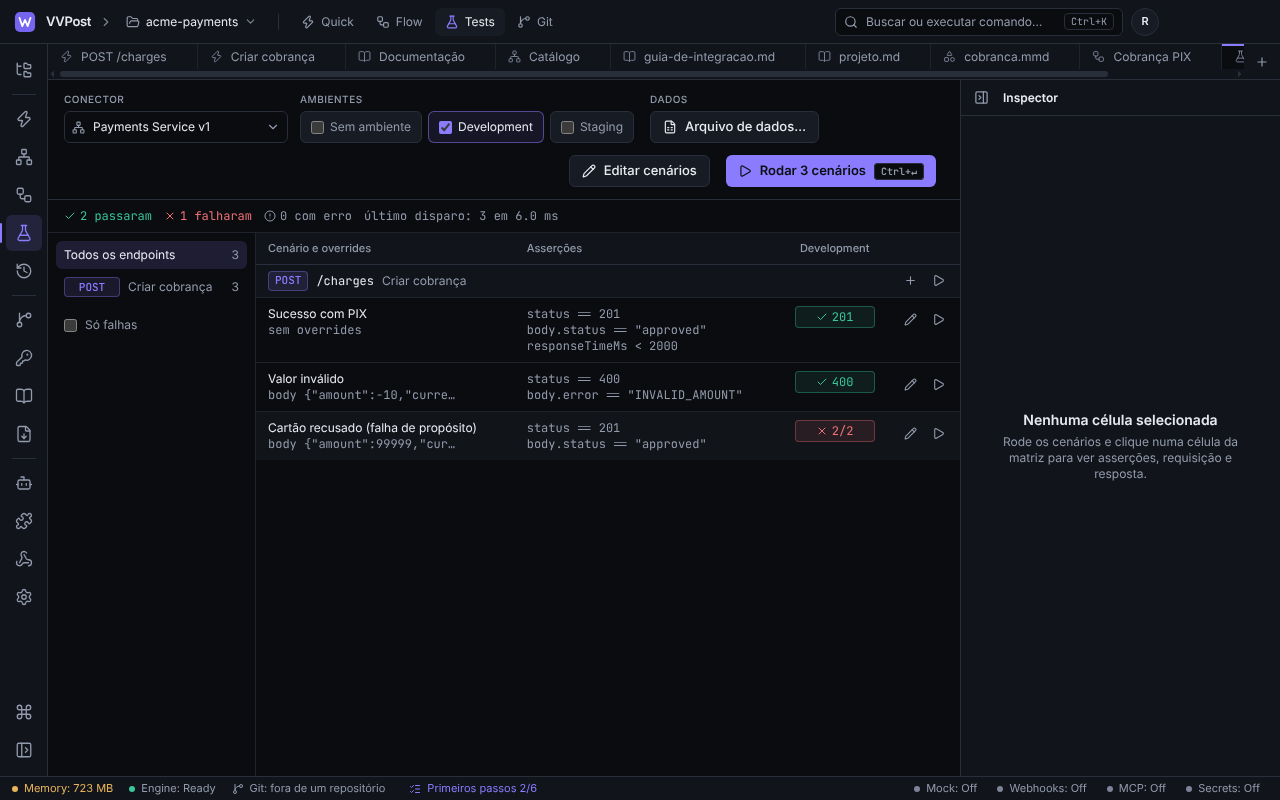 VVPost
acme-payments
Quick
Flow
Tests
Git
Buscar ou executar comando...
Ctrl+K
R
POST /charges
Criar cobrança
Documentação
Catálogo
guia-de-integracao.md
projeto.md
cobranca.mmd
Cobrança PIX
CONECTOR
AMBIENTES
DADOS
Payments Service v1
Sem ambiente
Development
Staging
Arquivo de dados...
Editar cenários
Rodar 3 cenários
Ctrl+↵
2 passaram
1 falharam
0 com erro
último disparo: 3 em 6.0 ms
Todos os endpoints
3
POST
Criar cobrança
3
Só falhas
Cenário e overrides
Asserções
Development
POST
/charges
Criar cobrança
Sucesso com PIX
sem overrides
status == 201
body.status == "approved"
responseTimeMs < 2000
201
Valor inválido
body {"amount":-10,"curre…
status == 400
body.error == "INVALID_AMOUNT"
400
Cartão recusado (falha de propósito)
body {"amount":99999,"cur…
status == 201
body.status == "approved"
2/2
Inspector
Nenhuma célula selecionada
Rode os cenários e clique numa célula da
matriz para ver asserções, requisição e
resposta.
Memory: 723 MB
Engine: Ready
Git: fora de um repositório
Primeiros passos 2/6
Mock: Off
Webhooks: Off
MCP: Off
Secrets: Off